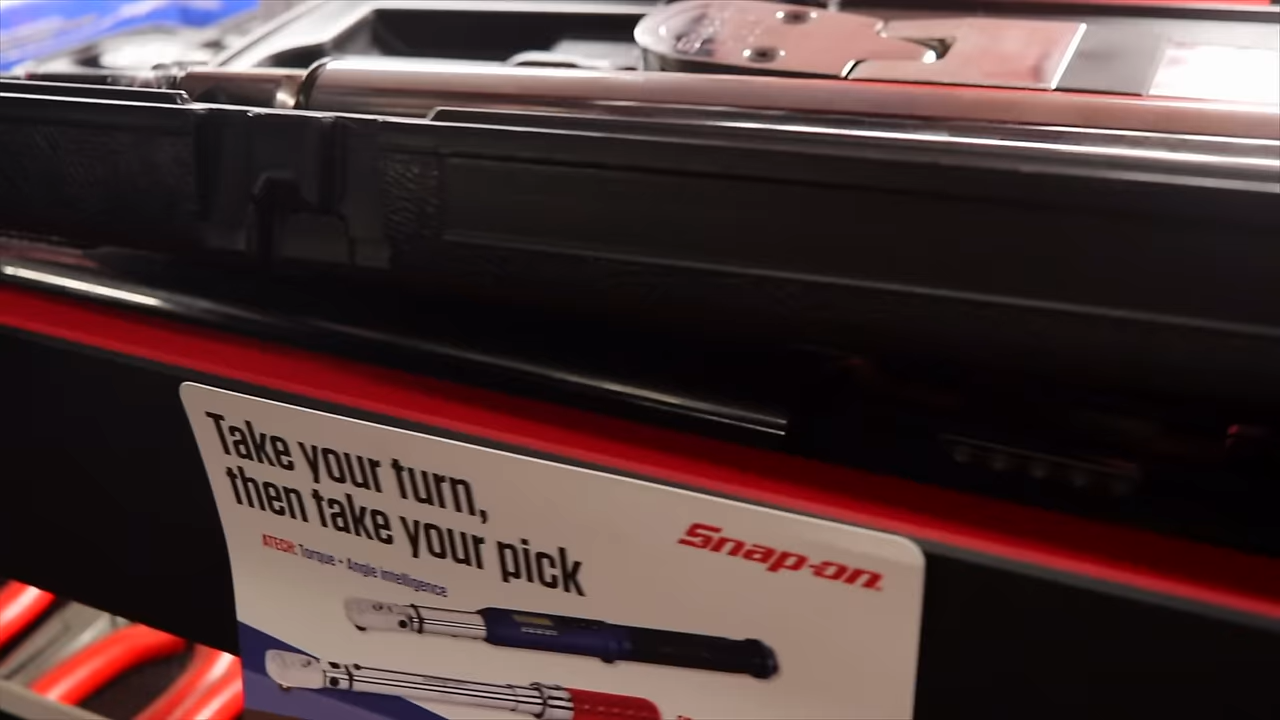 Take your turn,
then take your pick
Snap-on
ATECH: Torque • Angle intelligence